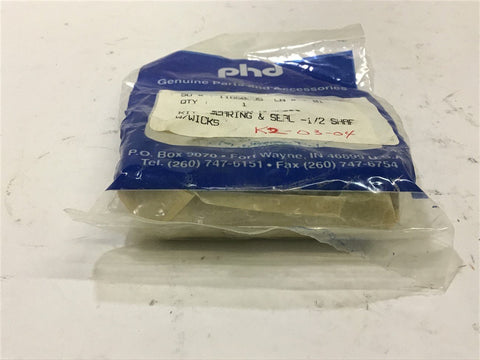 phd
Genuine Parts and Accessories
SO =
QTY : 1
BEARING & SEAL -1/2 SHAF
W/WICKS
K2-03-04
P.O. Box 9070 • Fort Wayne, IN 46899 U.S.A.
Tel. (260) 747-6151 • Fax (260) 747-6754